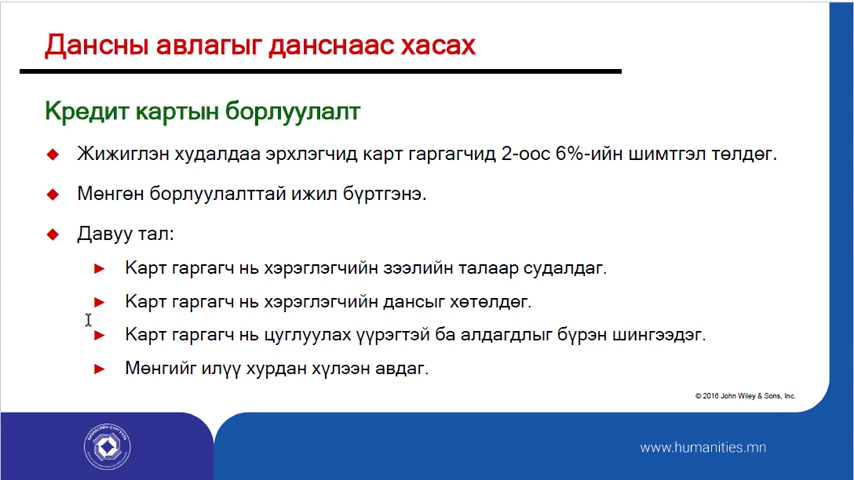 Дансны авлагыг данснаас хасах
Кредит картын борлуулалт
Жижиглэн худалдаа эрхлэгчид карт гаргагчид 2-оос 6%-ийн шимтгэл төлдөг.
Мөнгөн борлуулалттай ижил бүртгэнэ.
Давуу тал:
Карт гаргагч нь хэрэглэгчийн зээлийн талаар судалдаг.
Карт гаргагч нь хэрэглэгчийн дансыг хөтөлдөг.
Карт гаргагч нь цуглуулах үүрэгтэй ба алдагдлыг бүрэн шингээдэг.
Мөнгийг илүү хурдан хүлээн авдаг.
© 2016 John Wiley & Sons, Inc.
www.humanities.mn